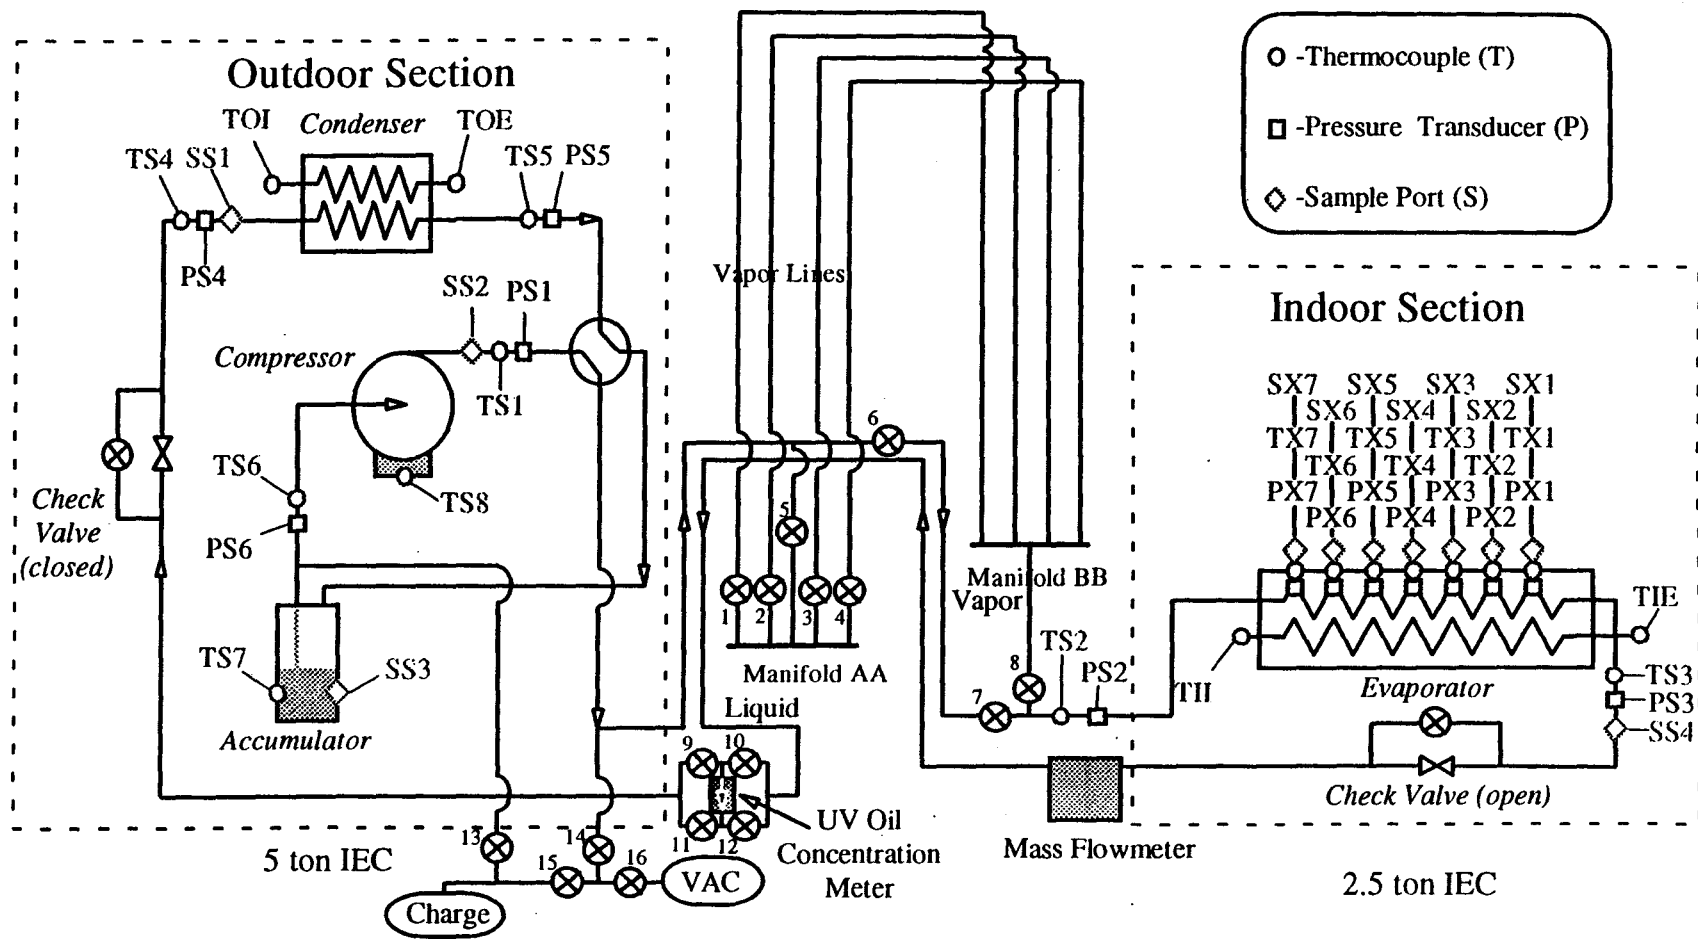 Outdoor Section
TOI
Condenser
TOE
TS4
SS1
TS5
PS5
PS4
SS2
PS1
Compressor
TS1
TS6
TS8
PS6
Check
Valve
(closed)
TS7
SS3
Accumulator
5 ton IEC
Vapor Lines
1
2
3
4
5
6
Manifold AA
Liquid
Manifold BB
Vapor
7
8
TS2
PS2
9
10
11
12
UV Oil
Concentration
Meter
13
14
15
16
VAC
Charge
Mass Flowmeter
○ -Thermocouple (T)
□ -Pressure Transducer (P)
◇ -Sample Port (S)
Indoor Section
SX7 SX5 SX3 SX1
SX6 SX4 SX2
TX7 TX5 TX3 TX1
TX6 TX4 TX2
PX7 PX5 PX3 PX1
PX6 PX4 PX2
TIE
TII
Evaporator
TS3
PS3
SS4
Check Valve (open)
2.5 ton IEC